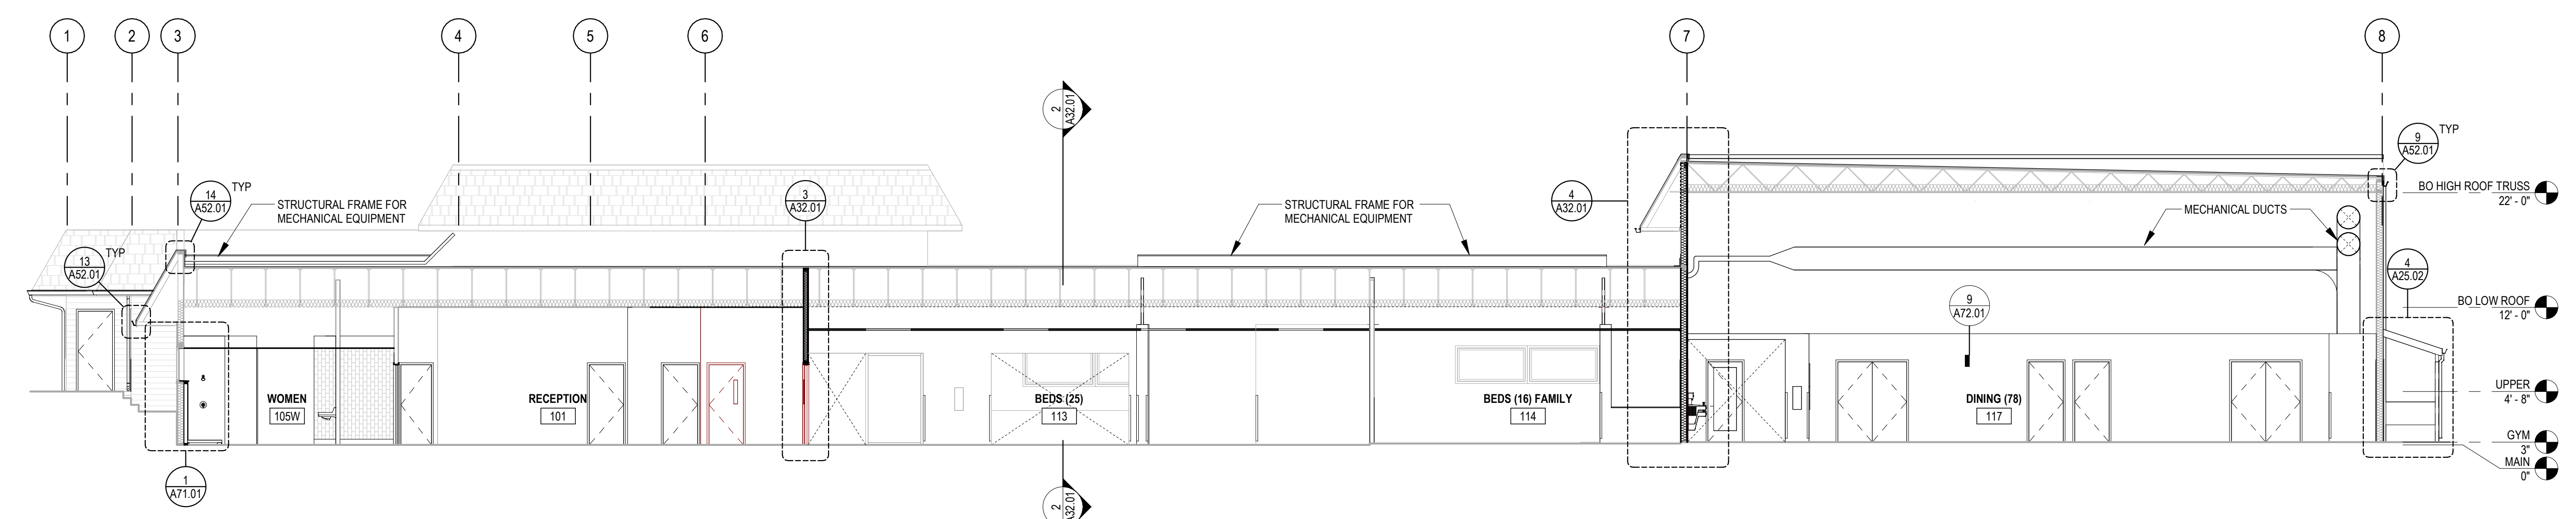 1
2
3
4
5
6
7
8
2
A32.01
9
A52.01
TYP
14
A52.01
TYP
STRUCTURAL FRAME FOR
MECHANICAL EQUIPMENT
3
A32.01
STRUCTURAL FRAME FOR
MECHANICAL EQUIPMENT
4
A32.01
MECHANICAL DUCTS
BO HIGH ROOF TRUSS
22' - 0"
13
A52.01
TYP
4
A25.02
9
A72.01
BO LOW ROOF
12' - 0"
WOMEN
105W
RECEPTION
101
BEDS (25)
113
BEDS (16) FAMILY
114
DINING (78)
117
UPPER
4' - 8"
GYM
3"
MAIN
0"
1
A71.01
2
A32.01